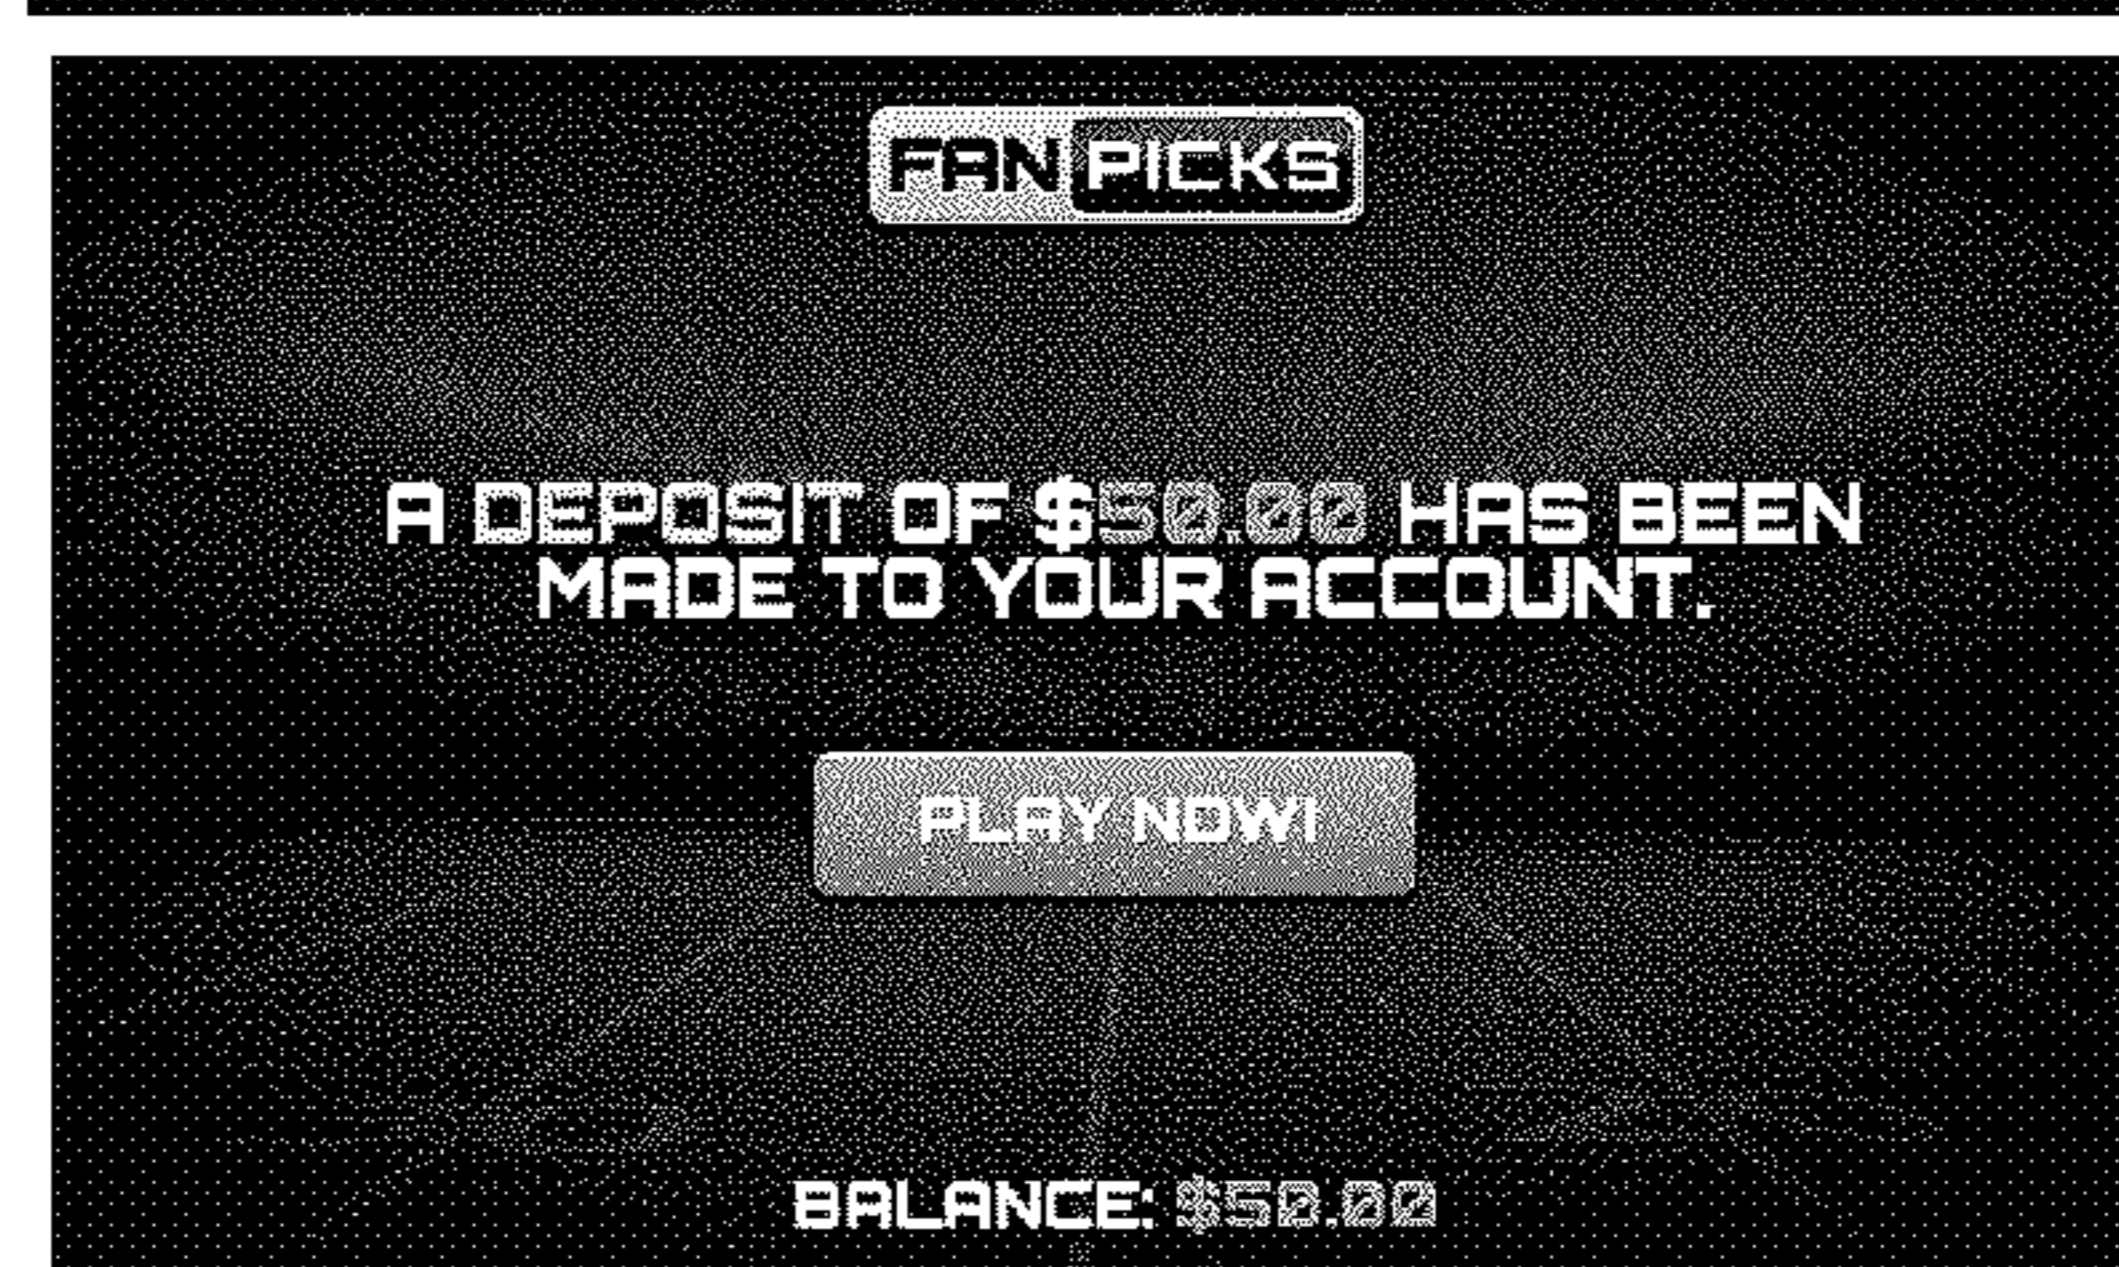 FAN PICKS
A DEPOSIT OF $50.00 HAS BEEN
MADE TO YOUR ACCOUNT.
PLAY NOW!
BALANCE: $50.00